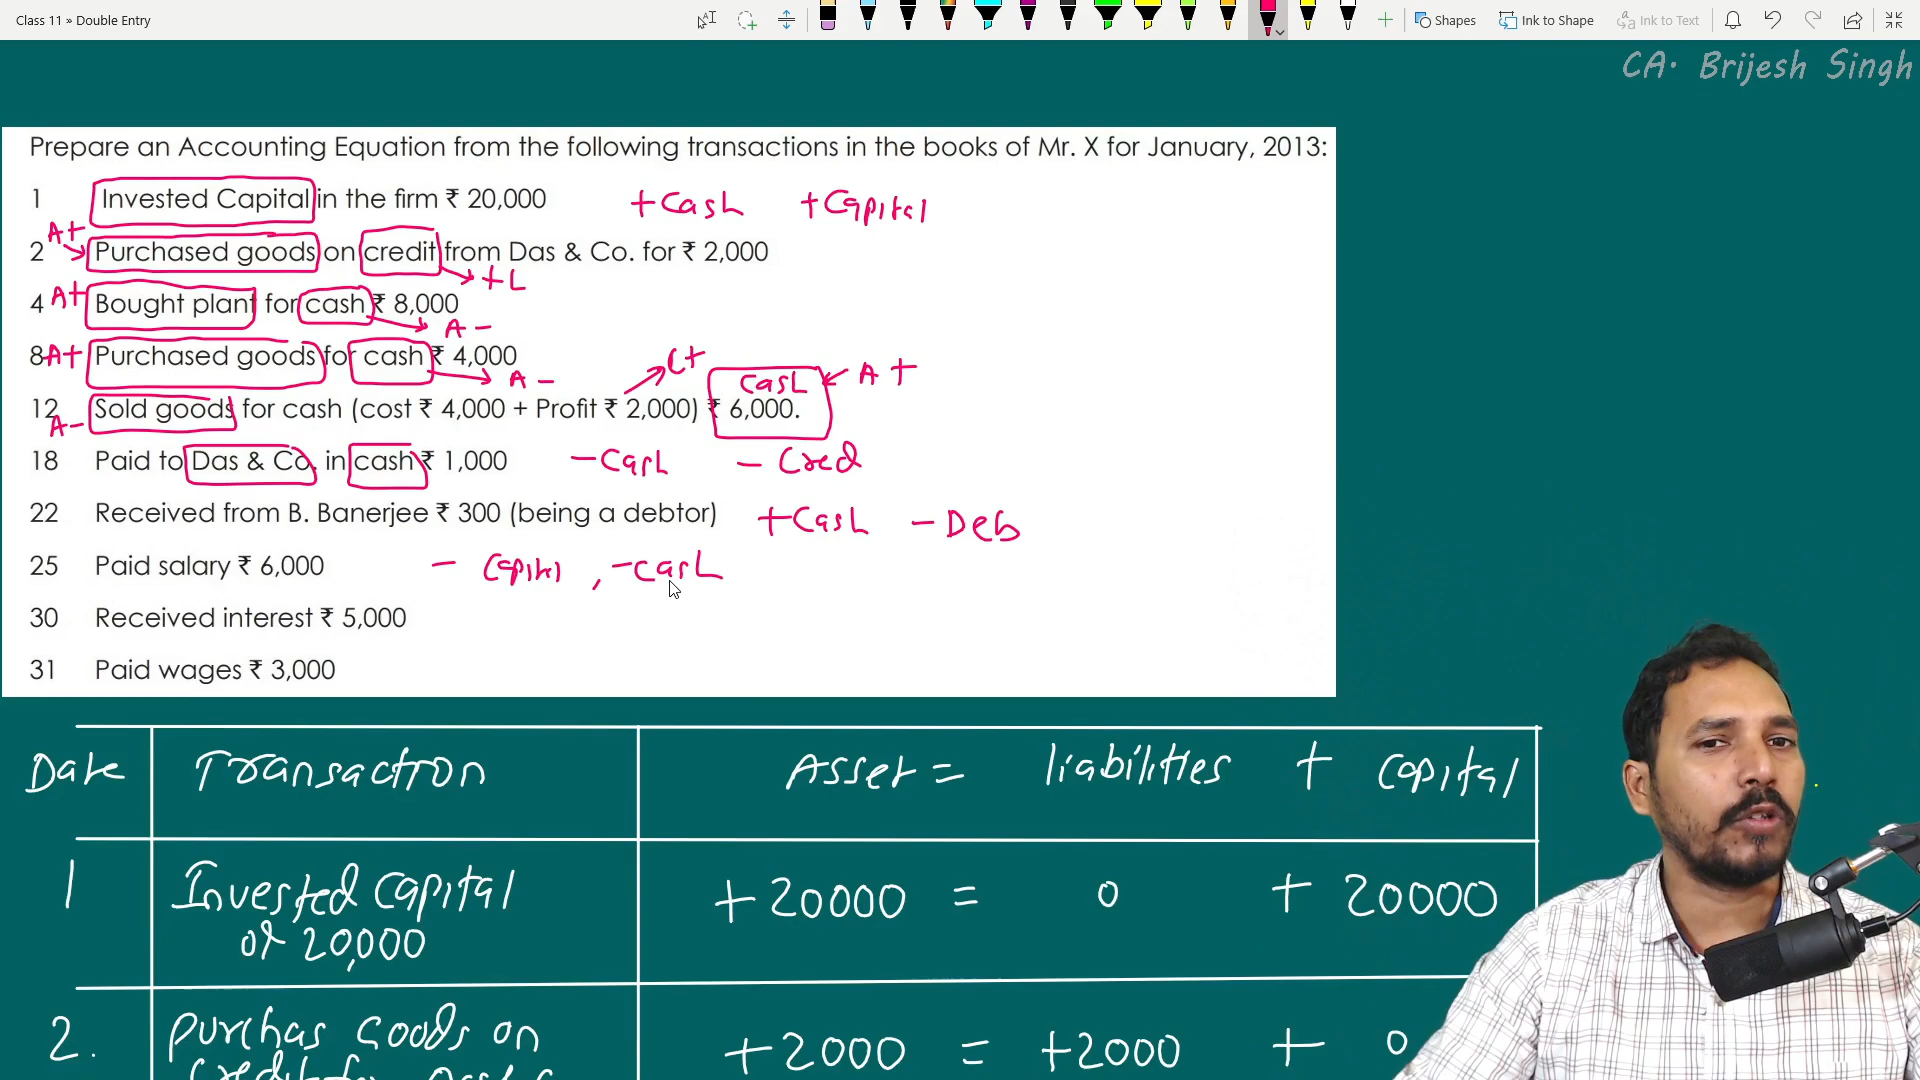 Class 11 » Double Entry
Shapes
Ink to Shape
Ink to Text
CA. Brijesh Singh
Prepare an Accounting Equation from the following transactions in the books of Mr. X for January, 2013:
1 Invested Capital in the firm ₹ 20,000 +Cash +Capital
A+
2 Purchased goods on credit from Das & Co. for ₹ 2,000
+L
4 A+ Bought plant for cash ₹ 8,000
A -
8 A+ Purchased goods for cash ₹ 4,000
A - C+ Cash A +
12 Sold goods for cash (cost ₹ 4,000 + Profit ₹ 2,000) ₹ 6,000.
A-
18 Paid to Das & Co. in cash ₹ 1,000 -Cash - Cred
22 Received from B. Banerjee ₹ 300 (being a debtor) +Cash - Deb
25 Paid salary ₹ 6,000 - Capital , -Cash
30 Received interest ₹ 5,000
31 Paid wages ₹ 3,000
Date Transaction Asset = liabilities + Capital
1 Invested Capital +20000 = 0 + 20000
of 20,000
2. Purchas Goods on +2000 = +2000 + 0